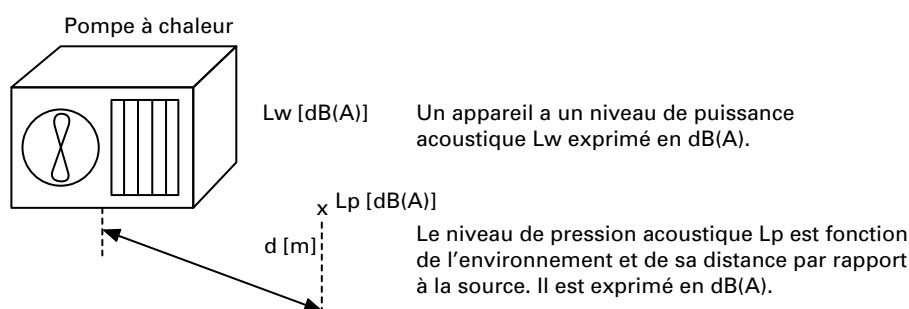 Pompe à chaleur
Lw [dB(A)]
Un appareil a un niveau de puissance
acoustique Lw exprimé en dB(A).
x Lp [dB(A)]
d [m]
Le niveau de pression acoustique Lp est fonction
de l'environnement et de sa distance par rapport
à la source. Il est exprimé en dB(A).